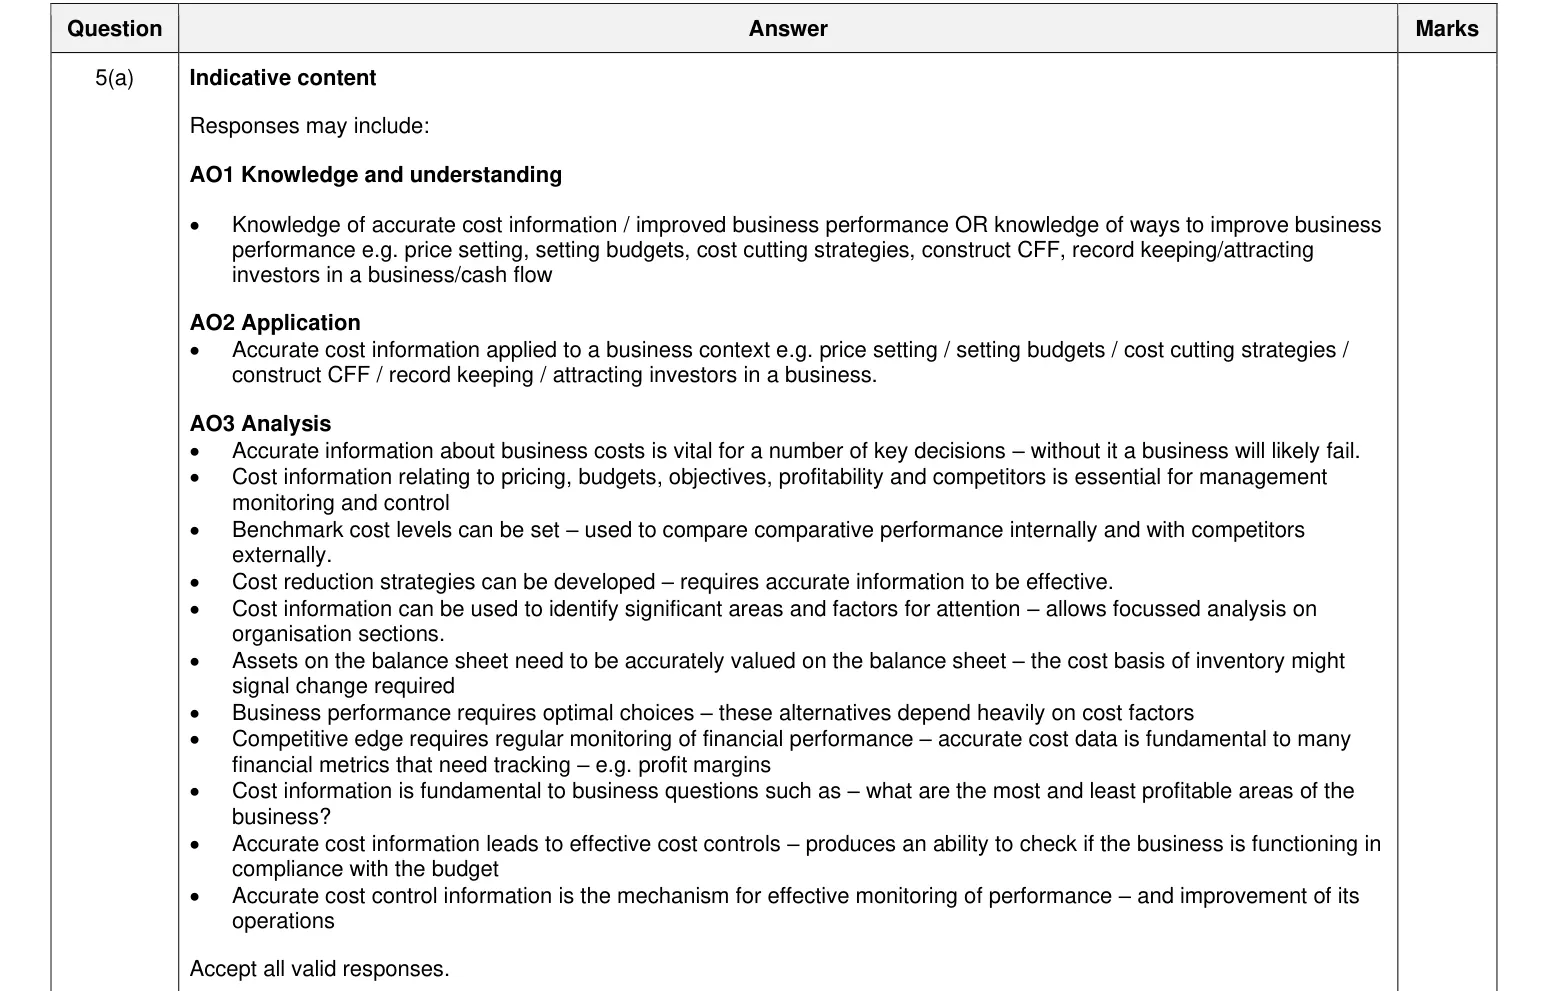 Question Answer Marks
5(a) Indicative content
Responses may include:
AO1 Knowledge and understanding
• Knowledge of accurate cost information / improved business performance OR knowledge of ways to improve business
performance e.g. price setting, setting budgets, cost cutting strategies, construct CFF, record keeping/attracting
investors in a business/cash flow
AO2 Application
• Accurate cost information applied to a business context e.g. price setting / setting budgets / cost cutting strategies /
construct CFF / record keeping / attracting investors in a business.
AO3 Analysis
• Accurate information about business costs is vital for a number of key decisions – without it a business will likely fail.
• Cost information relating to pricing, budgets, objectives, profitability and competitors is essential for management
monitoring and control
• Benchmark cost levels can be set – used to compare comparative performance internally and with competitors
externally.
• Cost reduction strategies can be developed – requires accurate information to be effective.
• Cost information can be used to identify significant areas and factors for attention – allows focussed analysis on
organisation sections.
• Assets on the balance sheet need to be accurately valued on the balance sheet – the cost basis of inventory might
signal change required
• Business performance requires optimal choices – these alternatives depend heavily on cost factors
• Competitive edge requires regular monitoring of financial performance – accurate cost data is fundamental to many
financial metrics that need tracking – e.g. profit margins
• Cost information is fundamental to business questions such as – what are the most and least profitable areas of the
business?
• Accurate cost information leads to effective cost controls – produces an ability to check if the business is functioning in
compliance with the budget
• Accurate cost control information is the mechanism for effective monitoring of performance – and improvement of its
operations
Accept all valid responses.